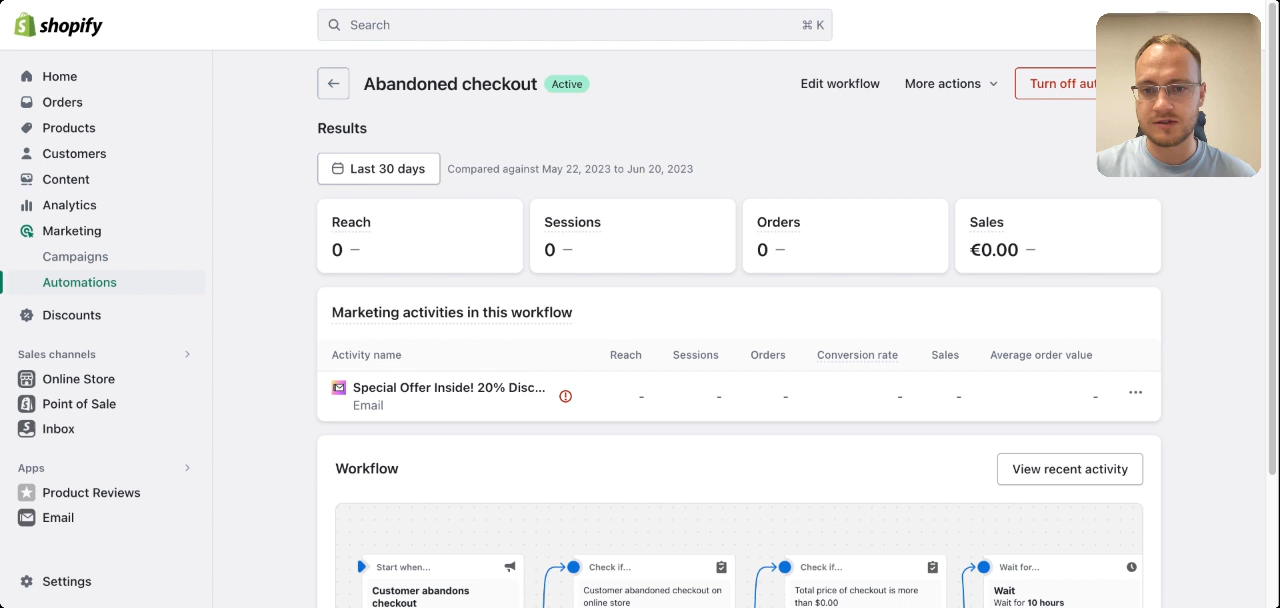 shopify
Search
⌘ K
Home
Orders
Products
Customers
Content
Analytics
Marketing
Campaigns
Automations
Discounts
Sales channels
Online Store
Point of Sale
Inbox
Apps
Product Reviews
Email
Settings
Abandoned checkout Active
Edit workflow
More actions
Turn off aut
Results
Last 30 days
Compared against May 22, 2023 to Jun 20, 2023
Reach
0 –
Sessions
0 –
Orders
0 –
Sales
€0.00 –
Marketing activities in this workflow
Activity name Reach Sessions Orders Conversion rate Sales Average order value
Special Offer Inside! 20% Disc... - - - - - -
Email
Workflow
View recent activity
Start when...
Customer abandons
checkout
Check if...
Customer abandoned checkout on
online store
Check if...
Total price of checkout is more
than $0.00
Wait for...
Wait
Wait for 10 hours